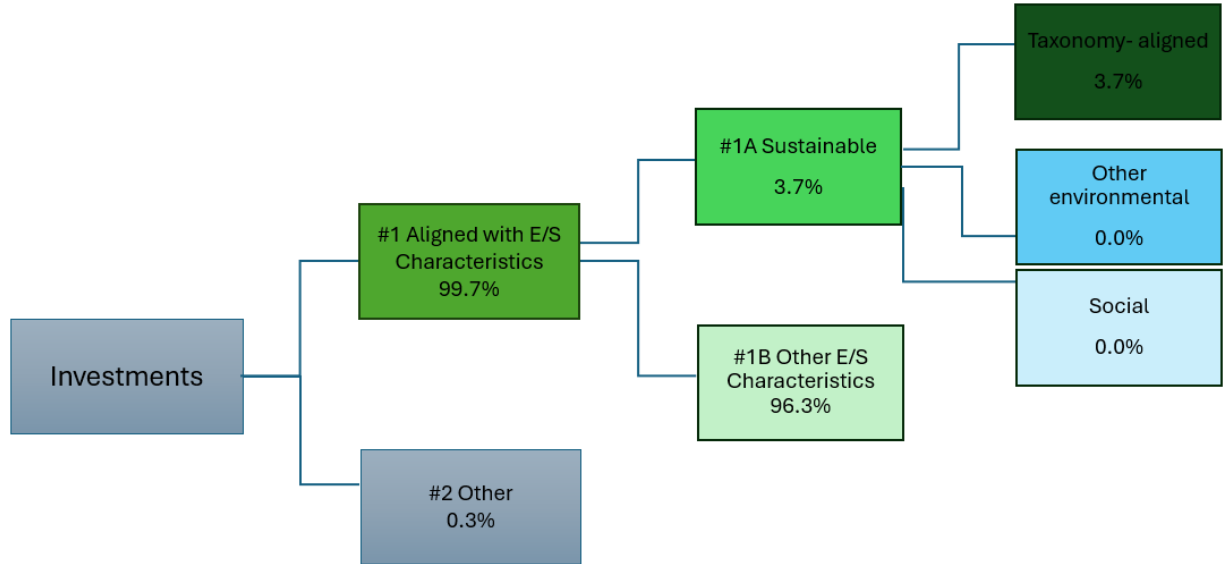 Investments
#1 Aligned with E/S
Characteristics
99.7%
#2 Other
0.3%
#1A Sustainable
3.7%
#1B Other E/S
Characteristics
96.3%
Taxonomy- aligned
3.7%
Other
environmental
0.0%
Social
0.0%